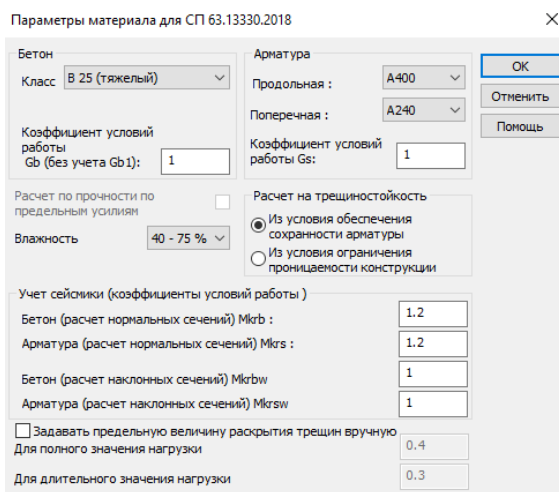 Параметры материала для СП 63.13330.2018
Бетон
Класс
В 25 (тяжелый)
Коэффициент условий
работы
Gb (без учета Gb1):
1
Арматура
Продольная :
A400
Поперечная :
A240
Коэффициент условий
работы Gs:
1
OK
Отменить
Помощь
Расчет по прочности по
предельным усилиям
Влажность
40 - 75 %
Расчет на трещиностойкость
Из условия обеспечения
сохранности арматуры
Из условия ограничения
проницаемости конструкции
Учет сейсмики (коэффициенты условий работы )
Бетон (расчет нормальных сечений) Mkrb :
1.2
Арматура (расчет нормальных сечений) Mkrs :
1.2
Бетон (расчет наклонных сечений) Mkrbw
1
Арматура (расчет наклонных сечений) Mkrsw
1
Задавать предельную величину раскрытия трещин вручную
Для полного значения нагрузки
0.4
Для длительного значения нагрузки
0.3